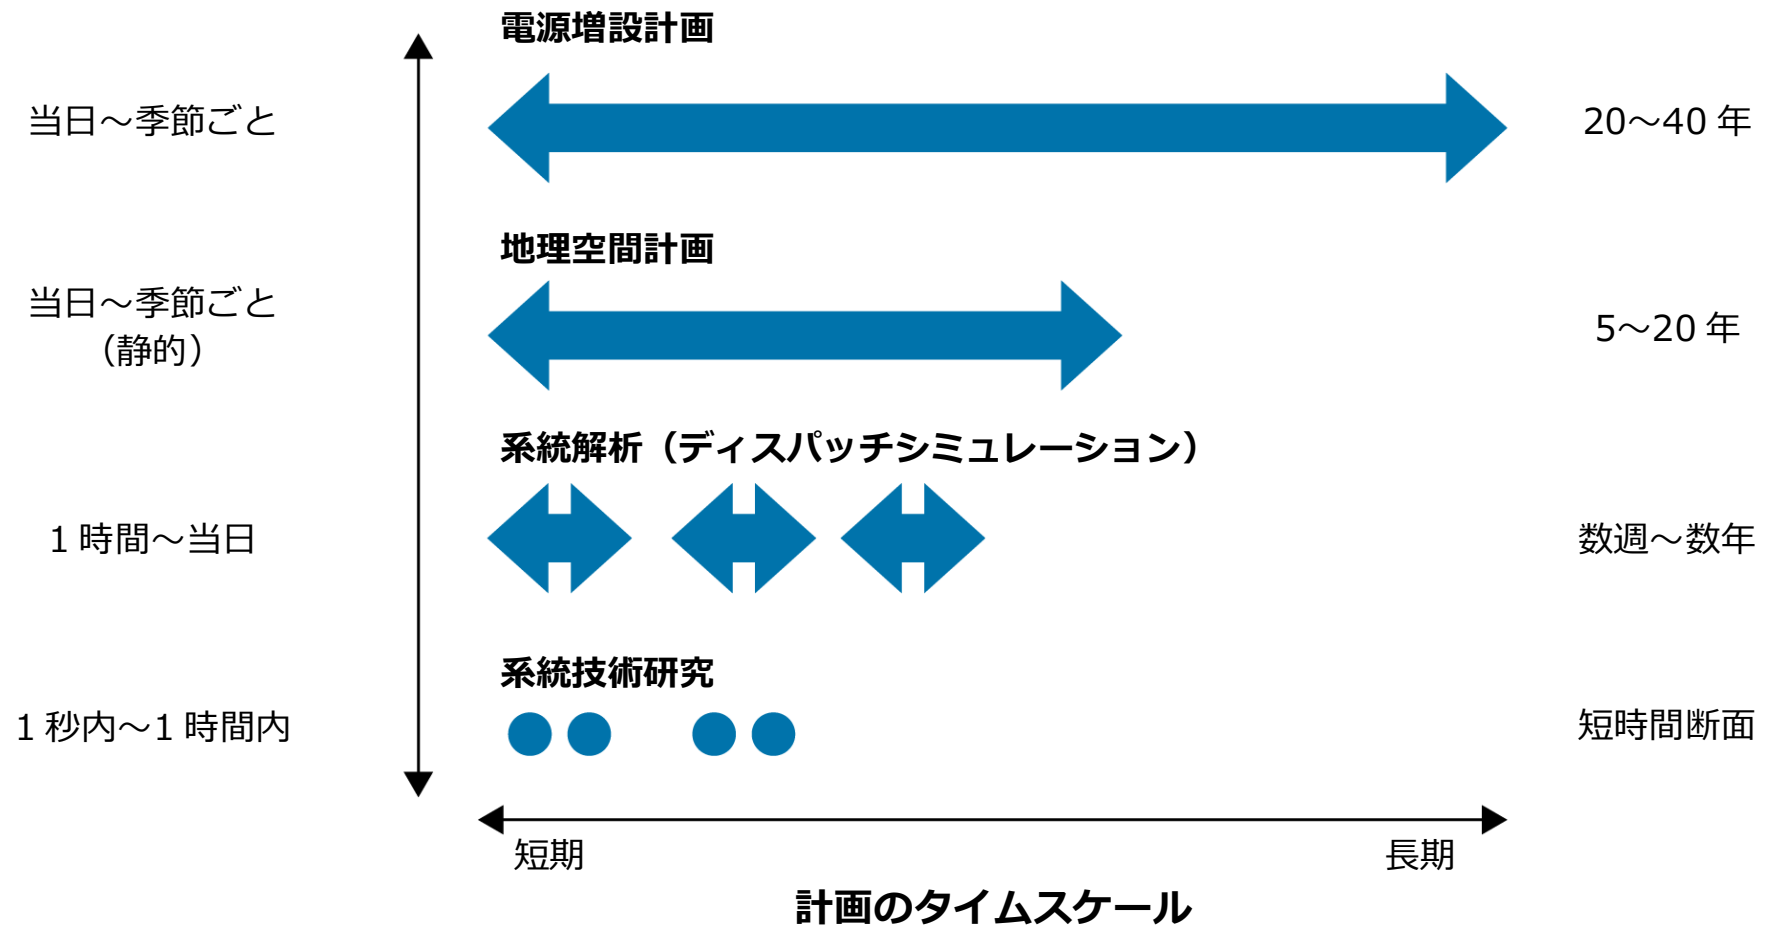 電源増設計画
当日～季節ごと
20～40 年
地理空間計画
当日～季節ごと
（静的）
5～20 年
系統解析（ディスパッチシミュレーション）
1 時間～当日
数週～数年
系統技術研究
1 秒内～1 時間内
短時間断面
短期
長期
計画のタイムスケール